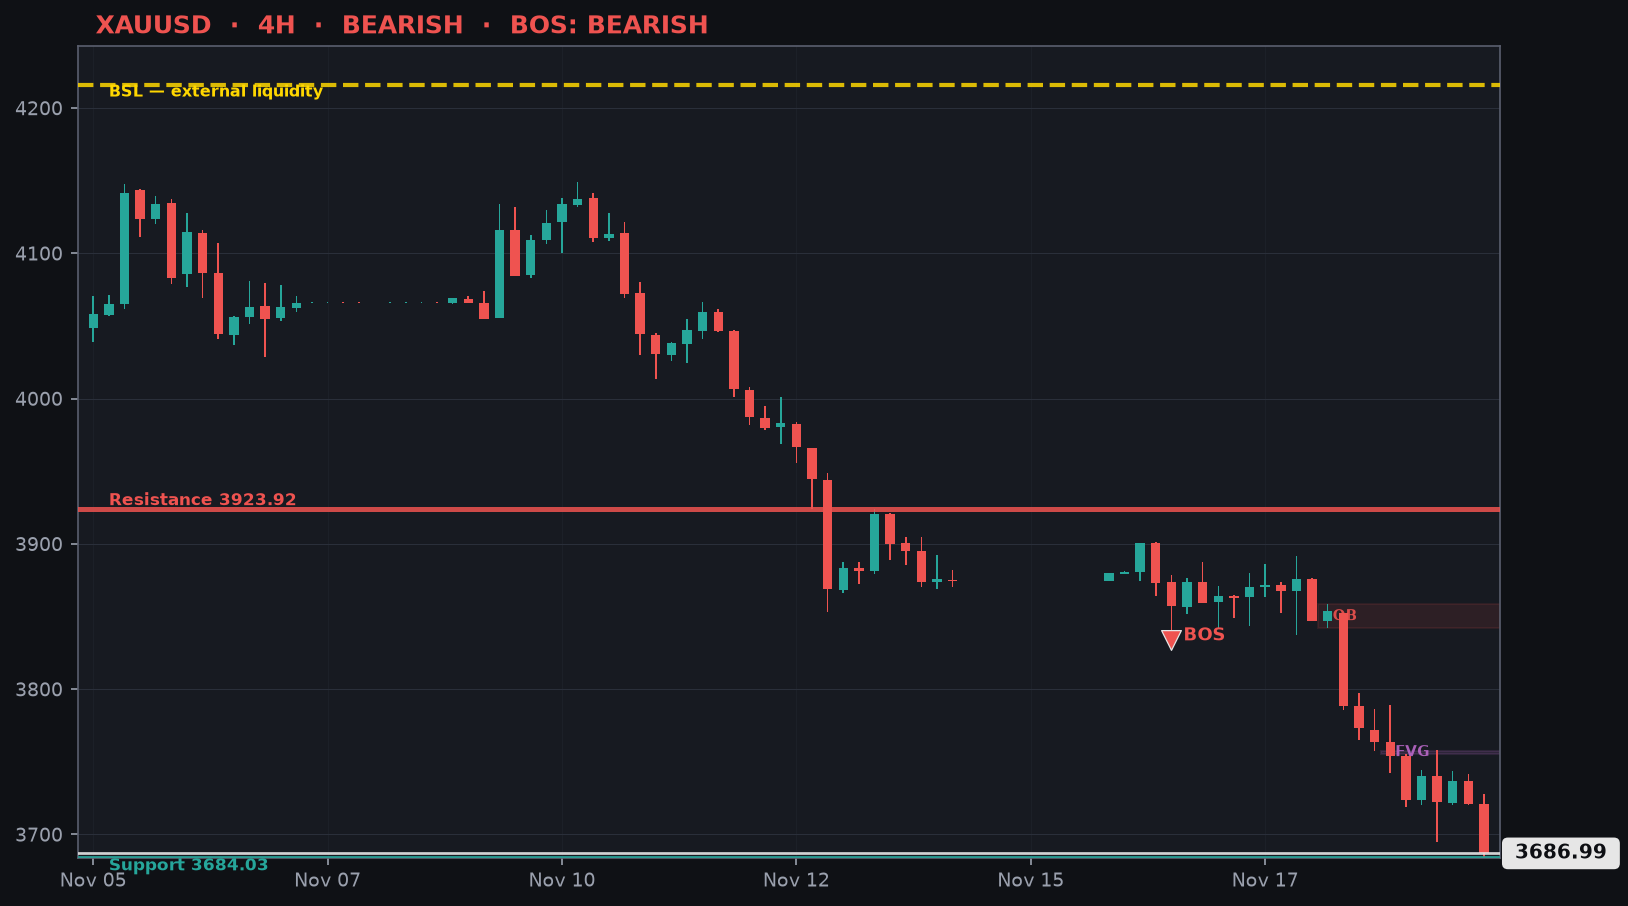 XAUUSD · 4H · BEARISH · BOS: BEARISH
BSL — external liquidity
4200
4100
4000
Resistance 3923.92
3900
OB
BOS
3800
FVG
3700
3686.99
Support 3684.03
Nov 05 Nov 07 Nov 10 Nov 12 Nov 15 Nov 17